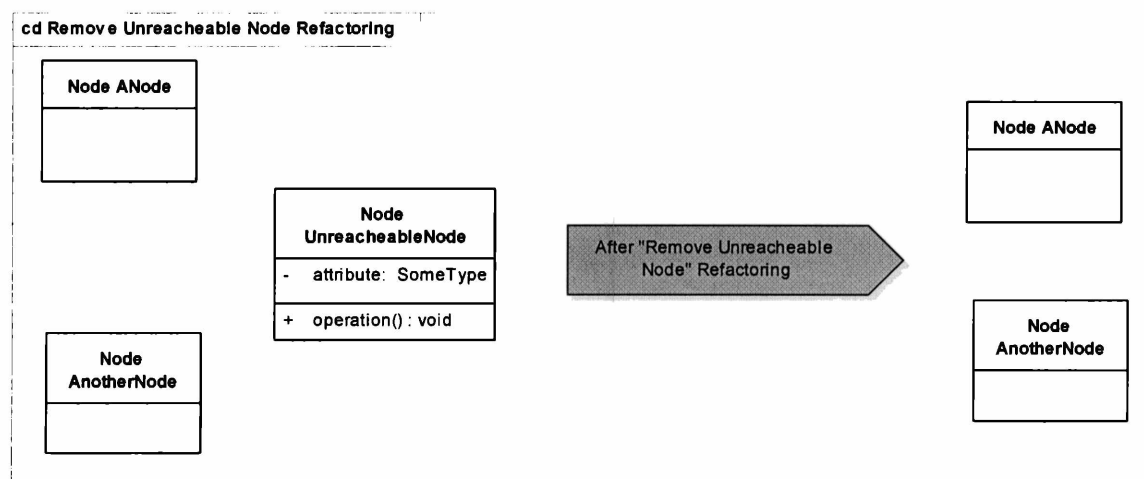 cd Remove Unreacheable Node Refactoring
Node ANode
Node
UnreacheableNode
- attribute: SomeType
+ operation() : void
Node
AnotherNode
After "Remove Unreacheable
Node" Refactoring
Node ANode
Node
AnotherNode